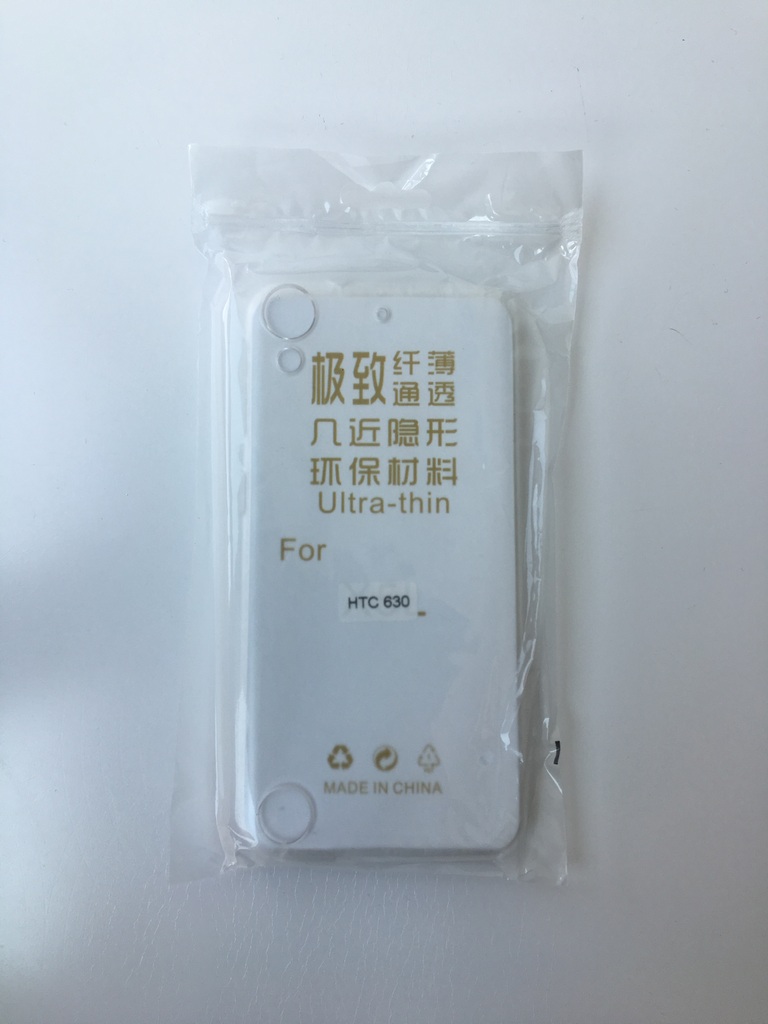 极致纤薄
通透
几近隐形
环保材料
Ultra-thin
For
HTC 630
MADE IN CHINA